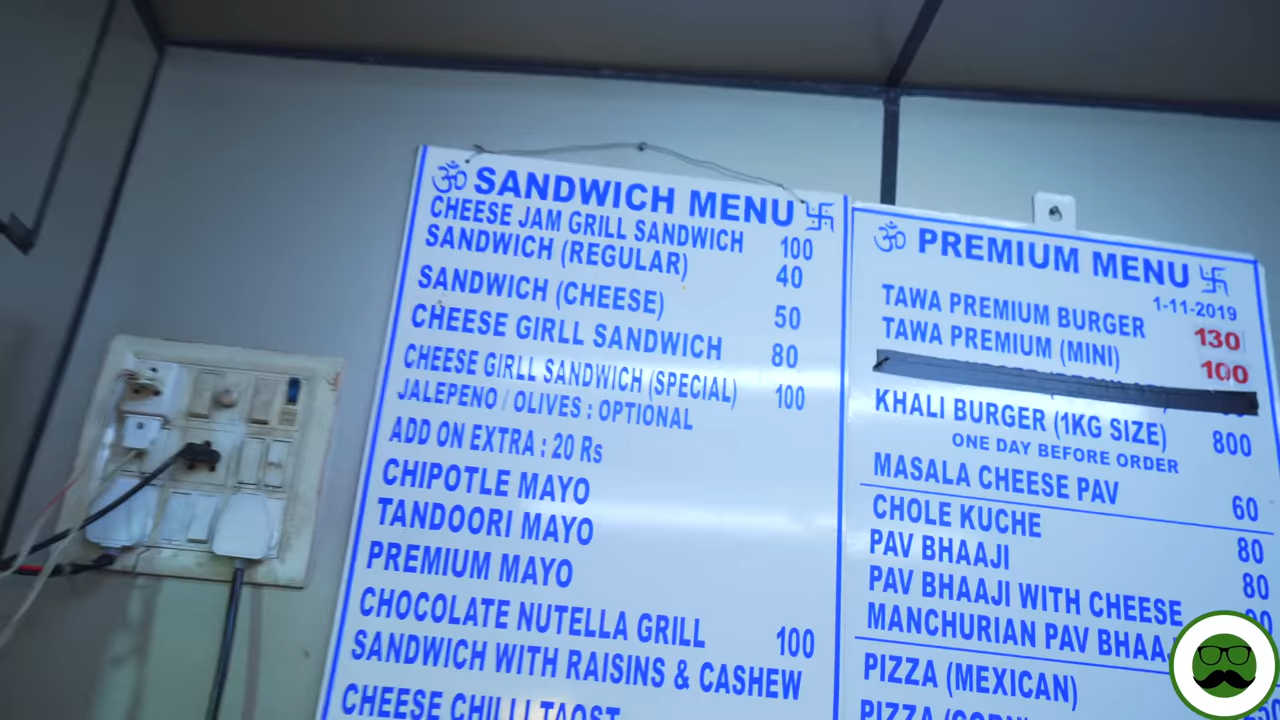 ॐ SANDWICH MENU 卐
CHEESE JAM GRILL SANDWICH 100
SANDWICH (REGULAR) 40
SANDWICH (CHEESE) 50
CHEESE GIRLL SANDWICH 80
CHEESE GIRLL SANDWICH (SPECIAL) 100
JALEPENO / OLIVES : OPTIONAL
ADD ON EXTRA : 20 Rs
CHIPOTLE MAYO
TANDOORI MAYO
PREMIUM MAYO
CHOCOLATE NUTELLA GRILL 100
SANDWICH WITH RAISINS & CASHEW
CHEESE CHILLI TAOST
ॐ PREMIUM MENU 卐
1-11-2019
TAWA PREMIUM BURGER 130
TAWA PREMIUM (MINI) 100
KHALI BURGER (1KG SIZE) 800
ONE DAY BEFORE ORDER
MASALA CHEESE PAV 60
CHOLE KUCHE 80
PAV BHAAJI 80
PAV BHAAJI WITH CHEESE
MANCHURIAN PAV
PIZZA (MEXICAN)
PIZZA